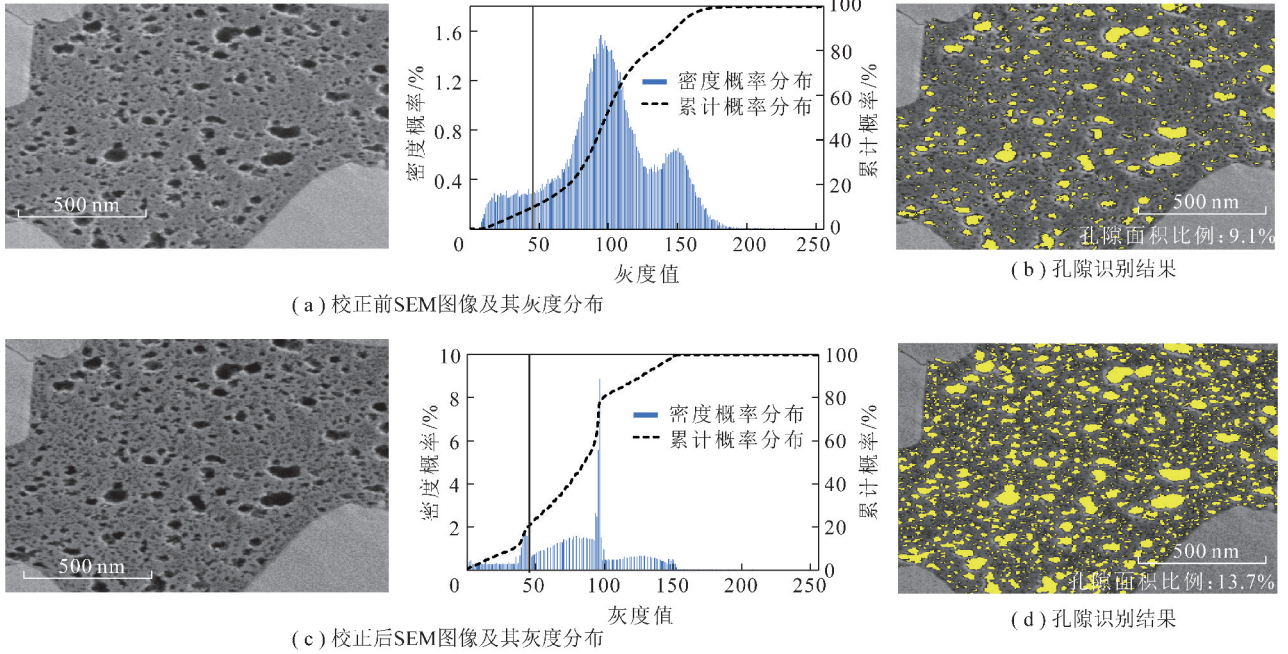 500 nm
密度概率/%
1.6
1.2
0.8
0.4
0 50 100 150 200 250
灰度值
密度概率分布
累计概率分布
100
80
60
40
20
0
累计概率/%
500 nm
孔隙面积比例:9.1%
(a)校正前SEM图像及其灰度分布
(b)孔隙识别结果
500 nm
密度概率/%
10
8
6
4
2
0 50 100 150 200 250
灰度值
密度概率分布
累计概率分布
100
80
60
40
20
0
累计概率/%
500 nm
孔隙面积比例:13.7%
(c)校正后SEM图像及其灰度分布
(d)孔隙识别结果